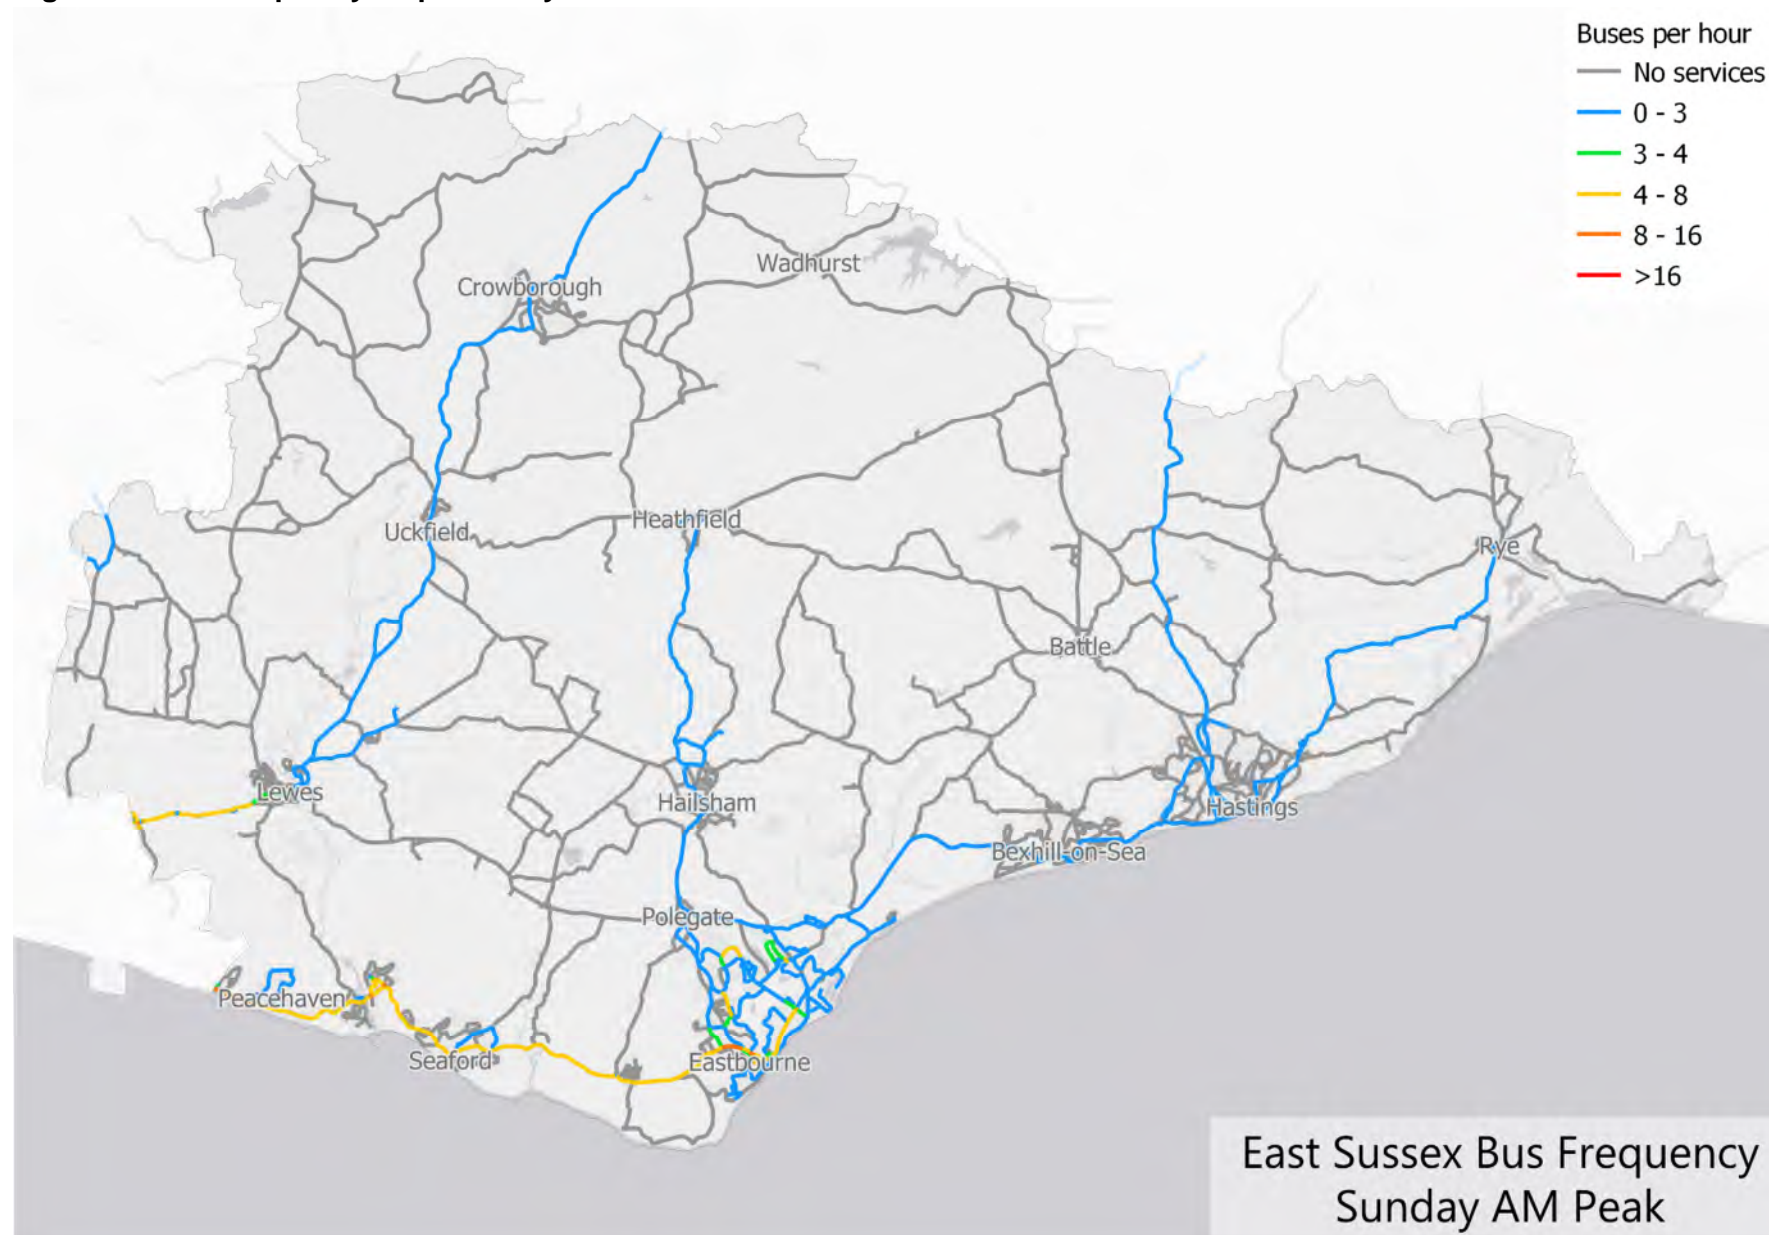 Buses per hour
No services
0 - 3
3 - 4
4 - 8
8 - 16
>16
Wadhurst
Crowborough
Heathfield
Uckfield
Rye
Battle
Lewes
Hailsham
Hastings
Bexhill-on-Sea
Polegate
Peacehaven
Seaford
Eastbourne
East Sussex Bus Frequency
Sunday AM Peak